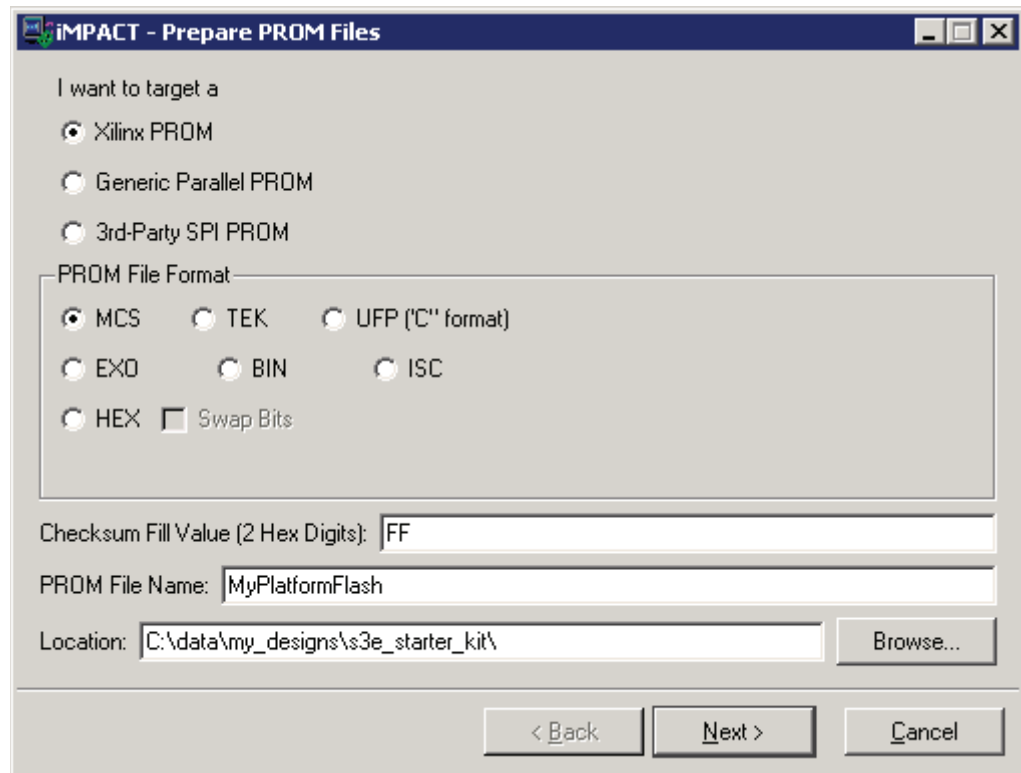 iMPACT - Prepare PROM Files
I want to target a
Xilinx PROM
Generic Parallel PROM
3rd-Party SPI PROM
PROM File Format
MCS TEK UFP ('C" format)
EXO BIN ISC
HEX Swap Bits
Checksum Fill Value (2 Hex Digits): FF
PROM File Name: MyPlatformFlash
Location: C:\data\my_designs\s3e_starter_kit\ Browse...
< Back Next > Cancel